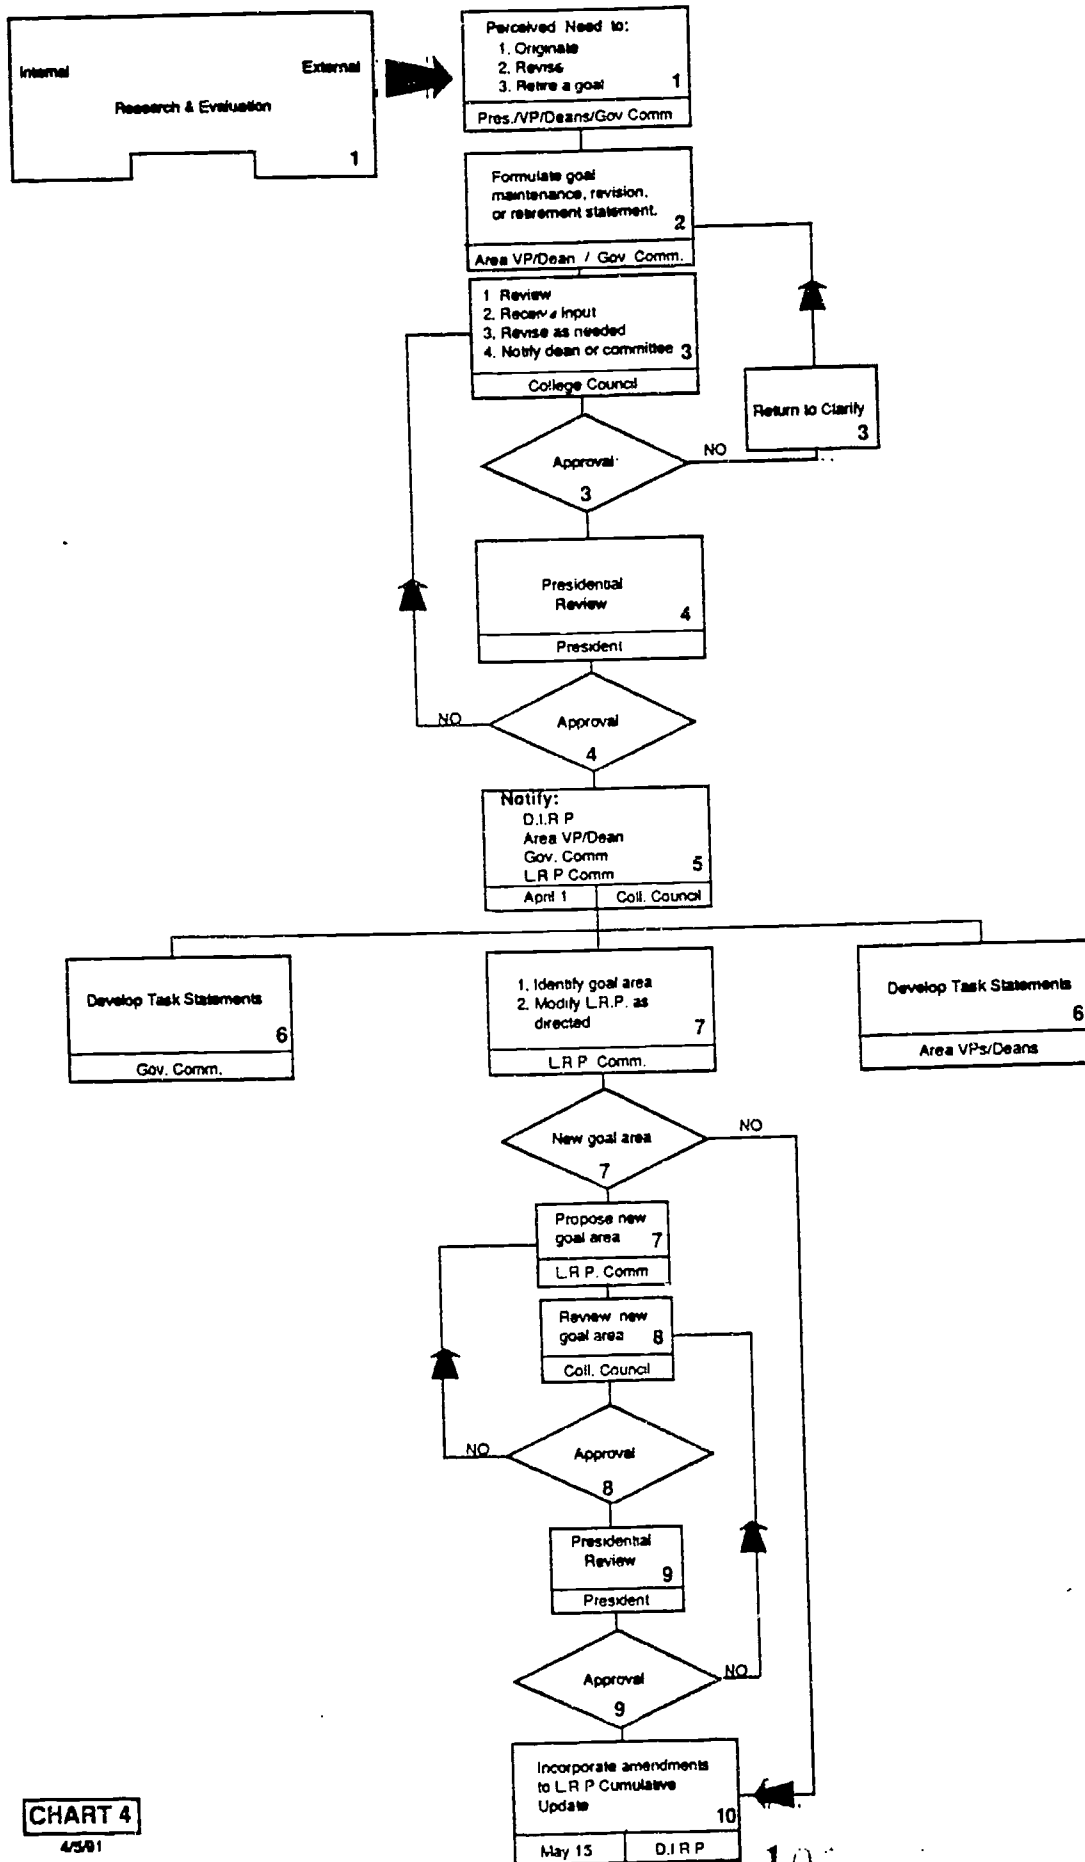 Internal
External
Research & Evaluation
1
Perceived Need to:
1. Originate
2. Revise
3. Retire a goal
1
Pres./VP/Deans/Gov Comm
Formulate goal
maintenance, revision,
or retirement statement.
2
Area VP/Dean / Gov Comm.
1 Review
2. Receive Input
3. Revise as needed
4. Notify dean or committee
3
College Council
Return to Clarify
3
Approval
3
NO
Presidential
Review
4
President
Approval
4
NO
Notify:
D.I.R P
Area VP/Dean
Gov. Comm
L.R P Comm
5
April 1
Coll. Council
Develop Task Statements
6
Gov. Comm.
1. Identify goal area
2. Modify L.R.P. as
directed
7
L.R P Comm.
Develop Task Statements
6
Area VPs/Deans
New goal area
7
NO
Propose new
goal area
7
L.R P. Comm
Review new
goal area
8
Coll. Council
Approval
8
NO
Presidential
Review
9
President
Approval
9
NO
Incorporate amendments
to L.R P Cumulative
Update
10
May 15
D.I R P
CHART 4
4/5/91